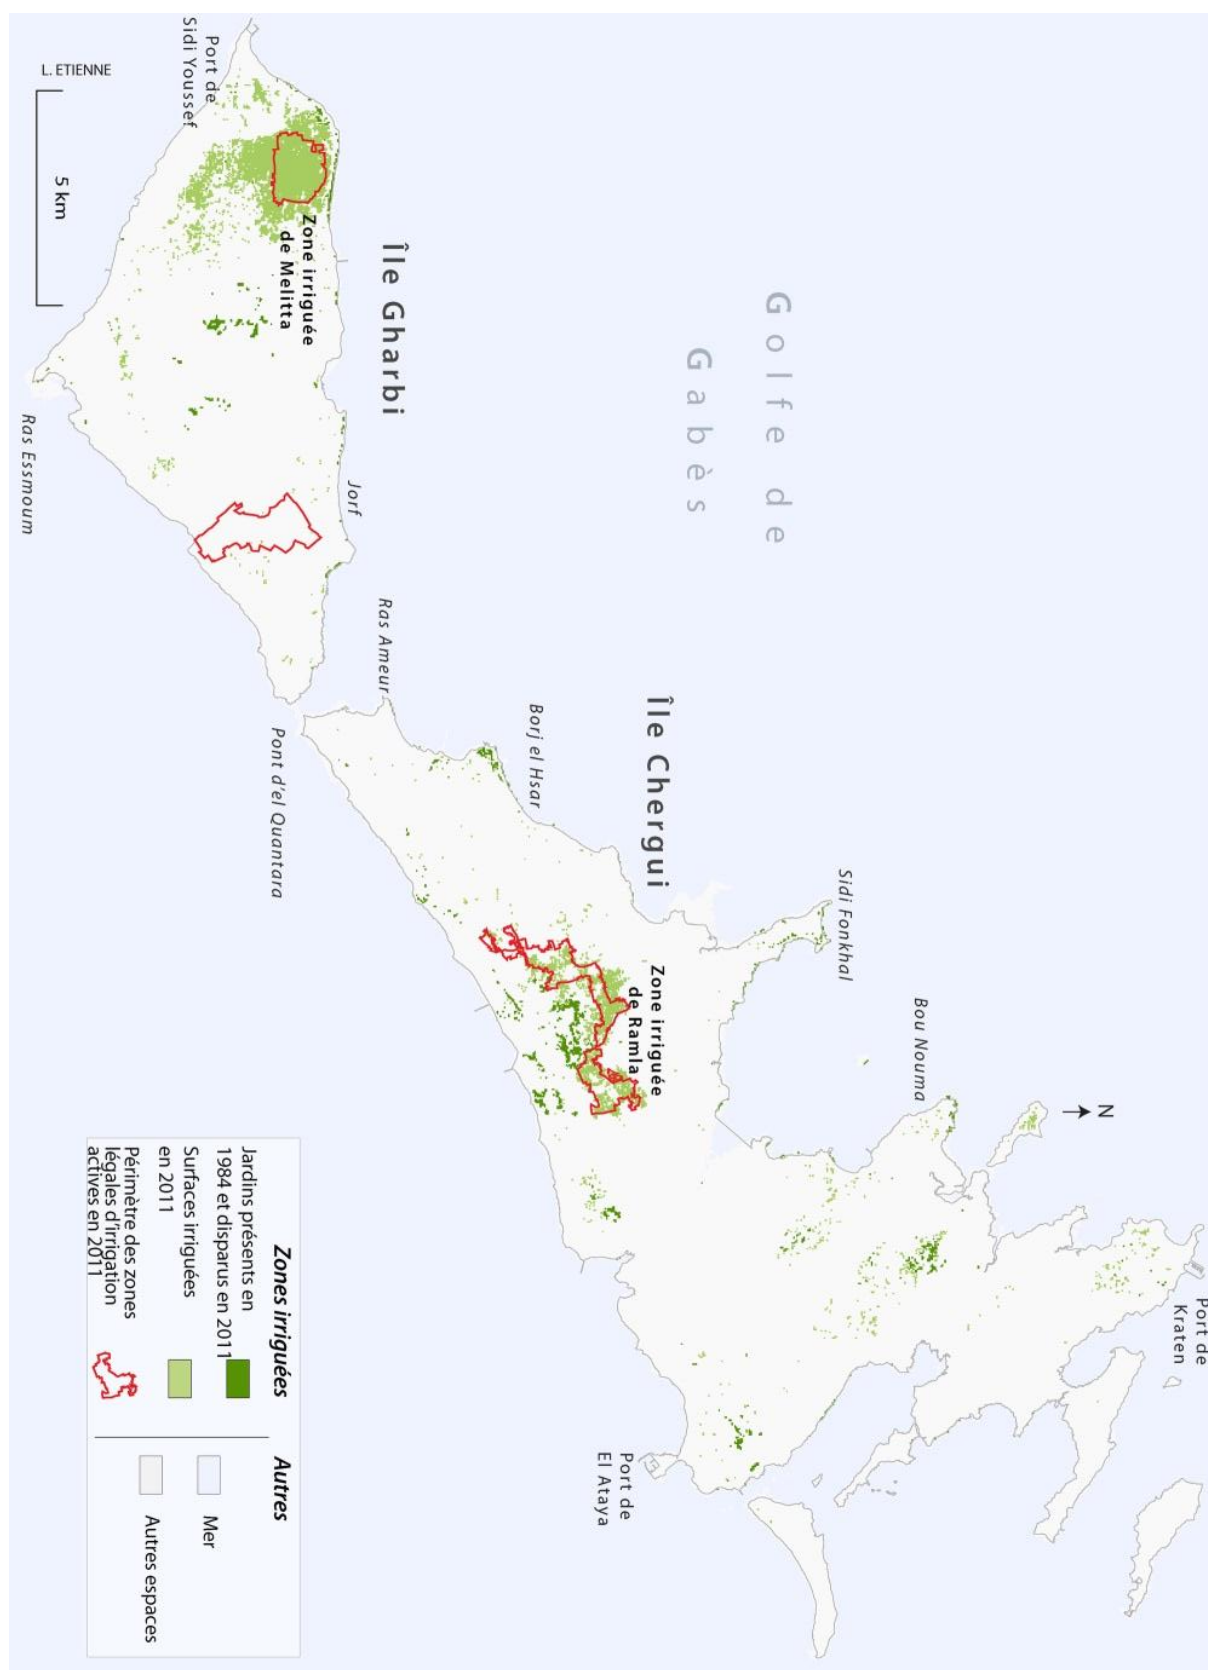 Port de
Kraten
N
Golfe de
Gabès
Bou Nouma
Sidi Fonkhal
Île Chergui
Zone irriguée
de Ramla
Port de
El Ataya
Borj el Hsar
Île Gharbi
Ras Ameur
Jorf
Zone irriguée
de Melitta
Pont d'el Quantara
Port de
Sidi Youssef
Ras Essmoum
L. ETIENNE
5 km
Zones irriguées
Jardins présents en
1984 et disparus en 2011
Surfaces irriguées
en 2011
Périmètre des zones
légales d'irrigation
actives en 2011
Autres
Mer
Autres espaces